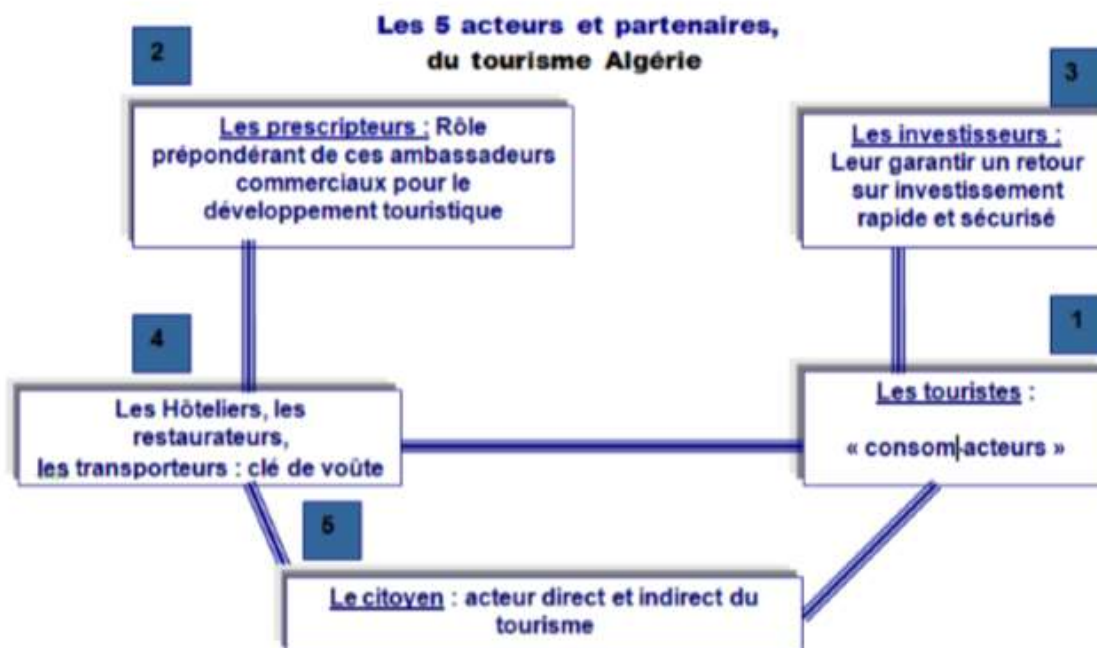 Les 5 acteurs et partenaires,
du tourisme Algérie
2
Les prescripteurs : Rôle
prépondérant de ces ambassadeurs
commerciaux pour le
développement touristique
3
Les investisseurs :
Leur garantir un retour
sur investissement
rapide et sécurisé
4
Les Hôteliers, les
restaurateurs,
les transporteurs : clé de voûte
1
Les touristes :
« consom-acteurs »
5
Le citoyen : acteur direct et indirect du
tourisme